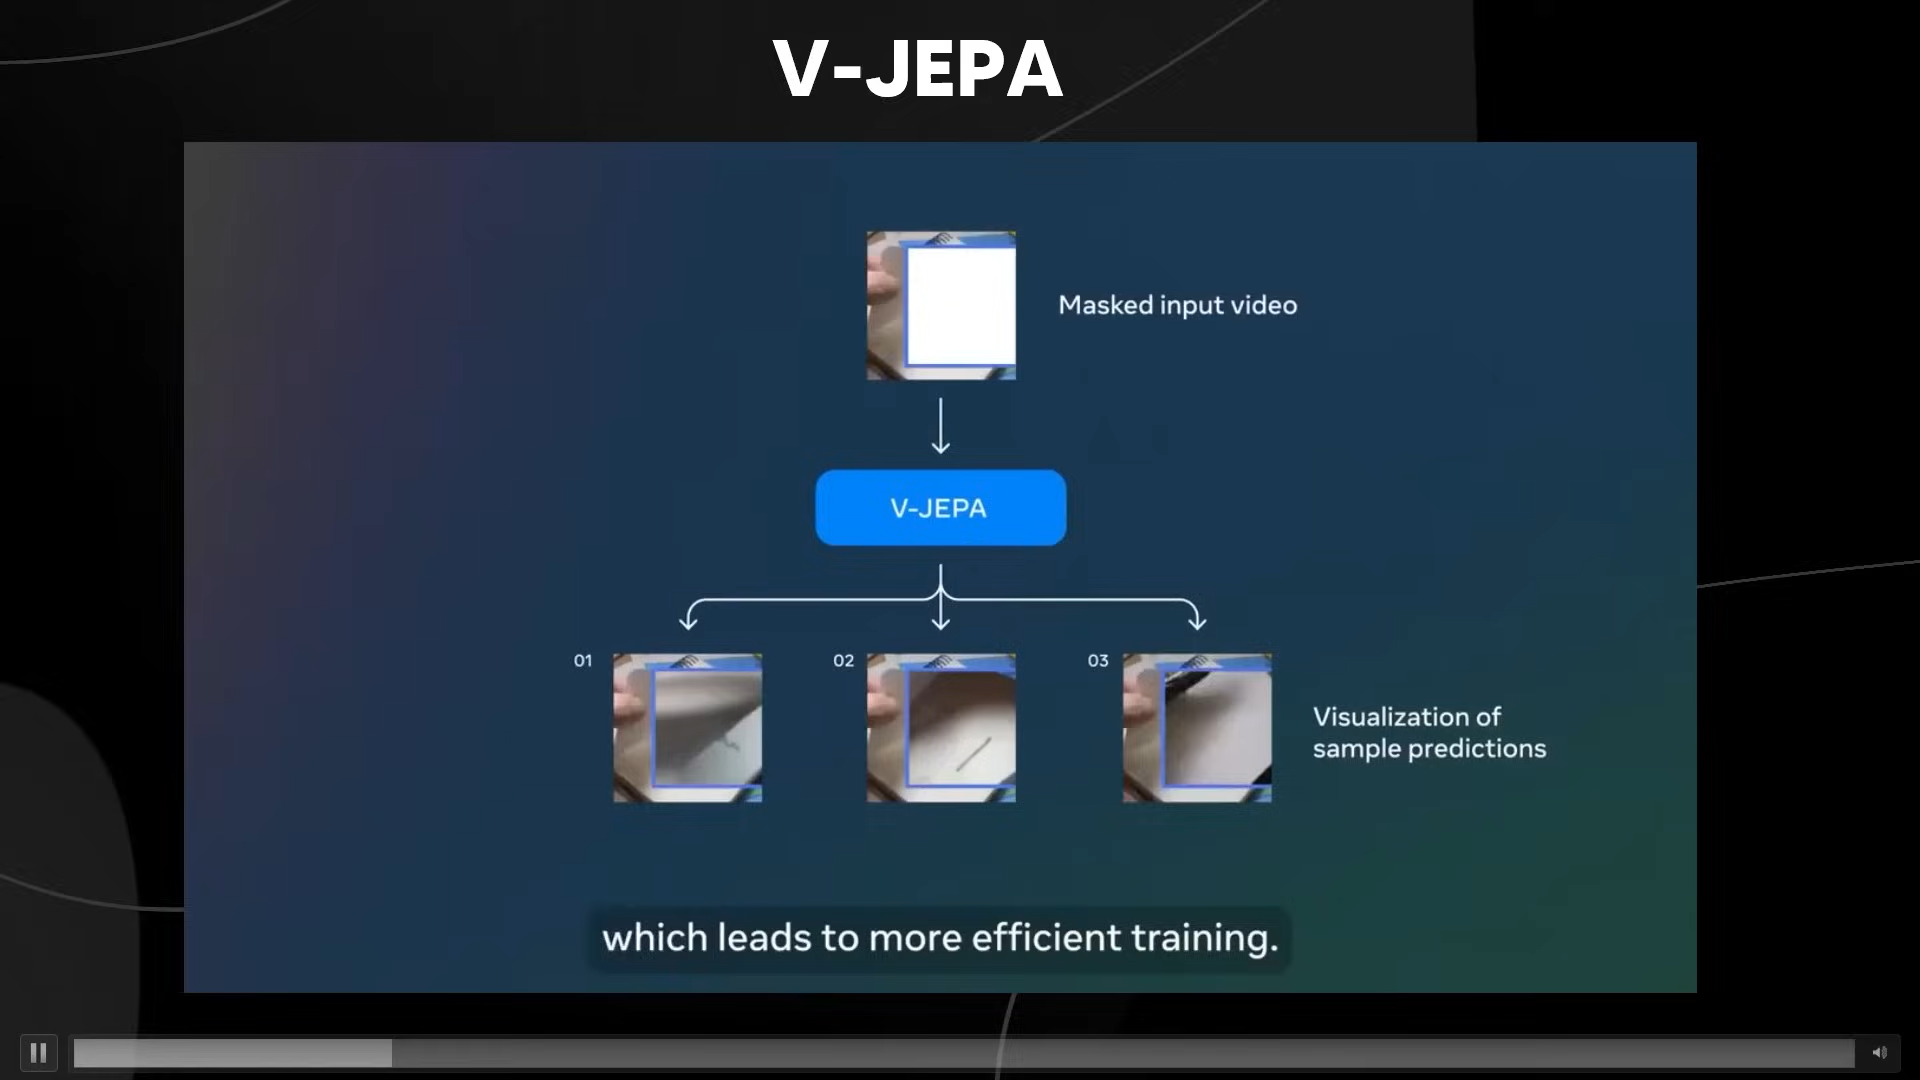 V-JEPA
Masked input video
V-JEPA
01
02
03
Visualization of
sample predictions
which leads to more efficient training.